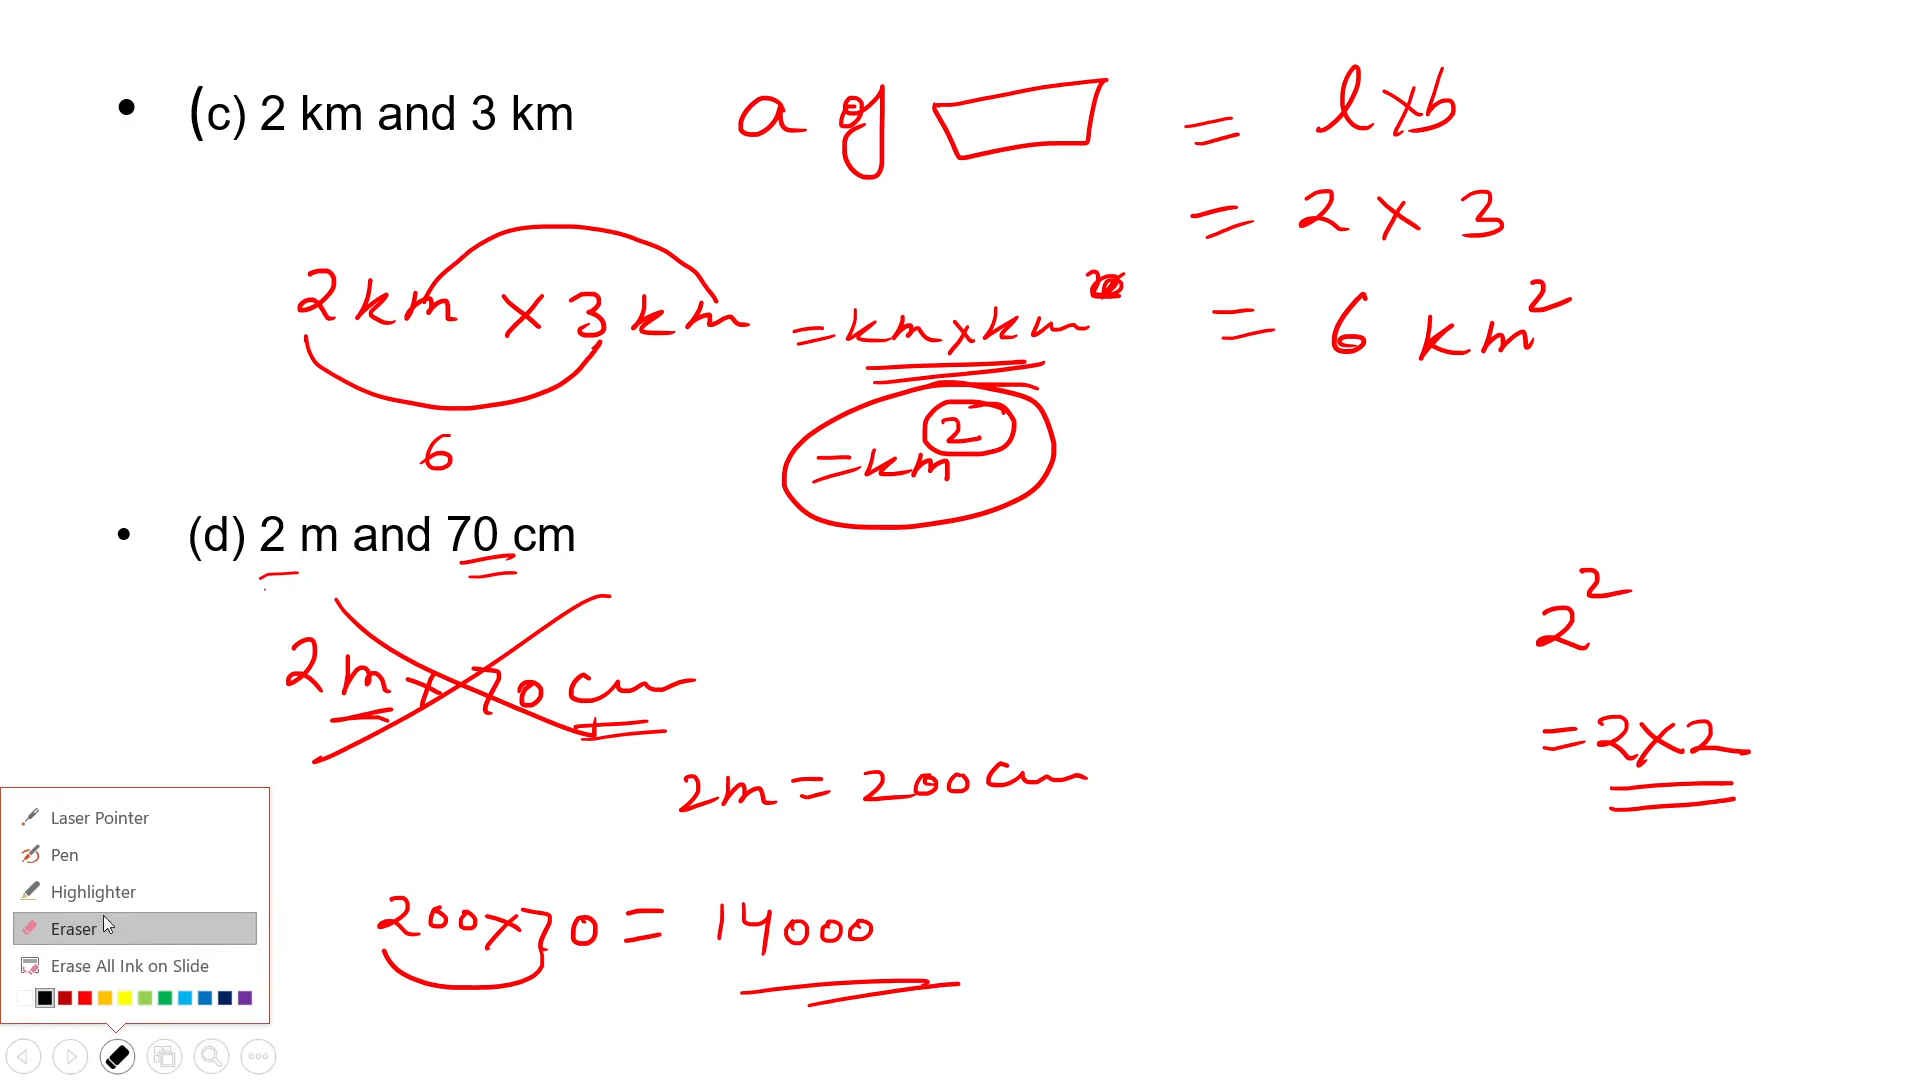 • (c) 2 km and 3 km
a of = l x b
= 2 x 3
2 km x 3 km = km x km
= 6 km²
6
= km²
• (d) 2 m and 70 cm
2²
2 m x 70 cm
= 2 x 2
2m = 200 cm
200 x 70 = 14000
Laser Pointer
Pen
Highlighter
Eraser
Erase All Ink on Slide